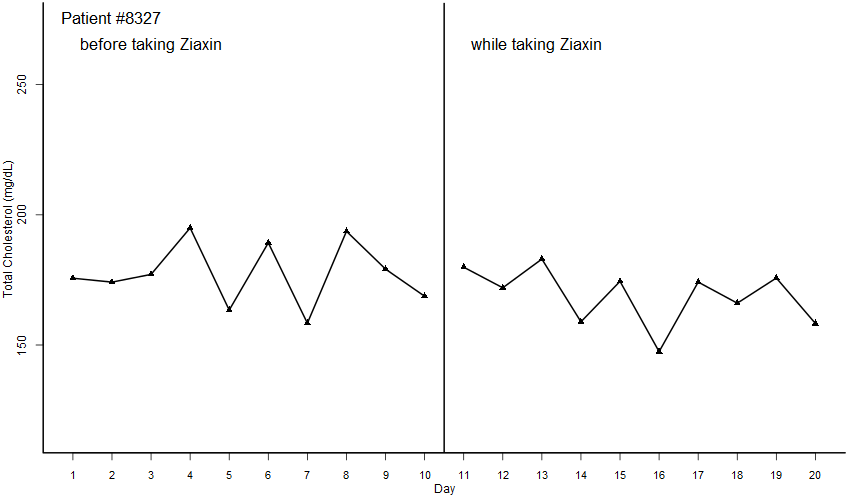 Patient #8327
before taking Ziaxin
while taking Ziaxin
250
200
150
Total Cholesterol (mg/dL)
1 2 3 4 5 6 7 8 9 10 11 12 13 14 15 16 17 18 19 20
Day